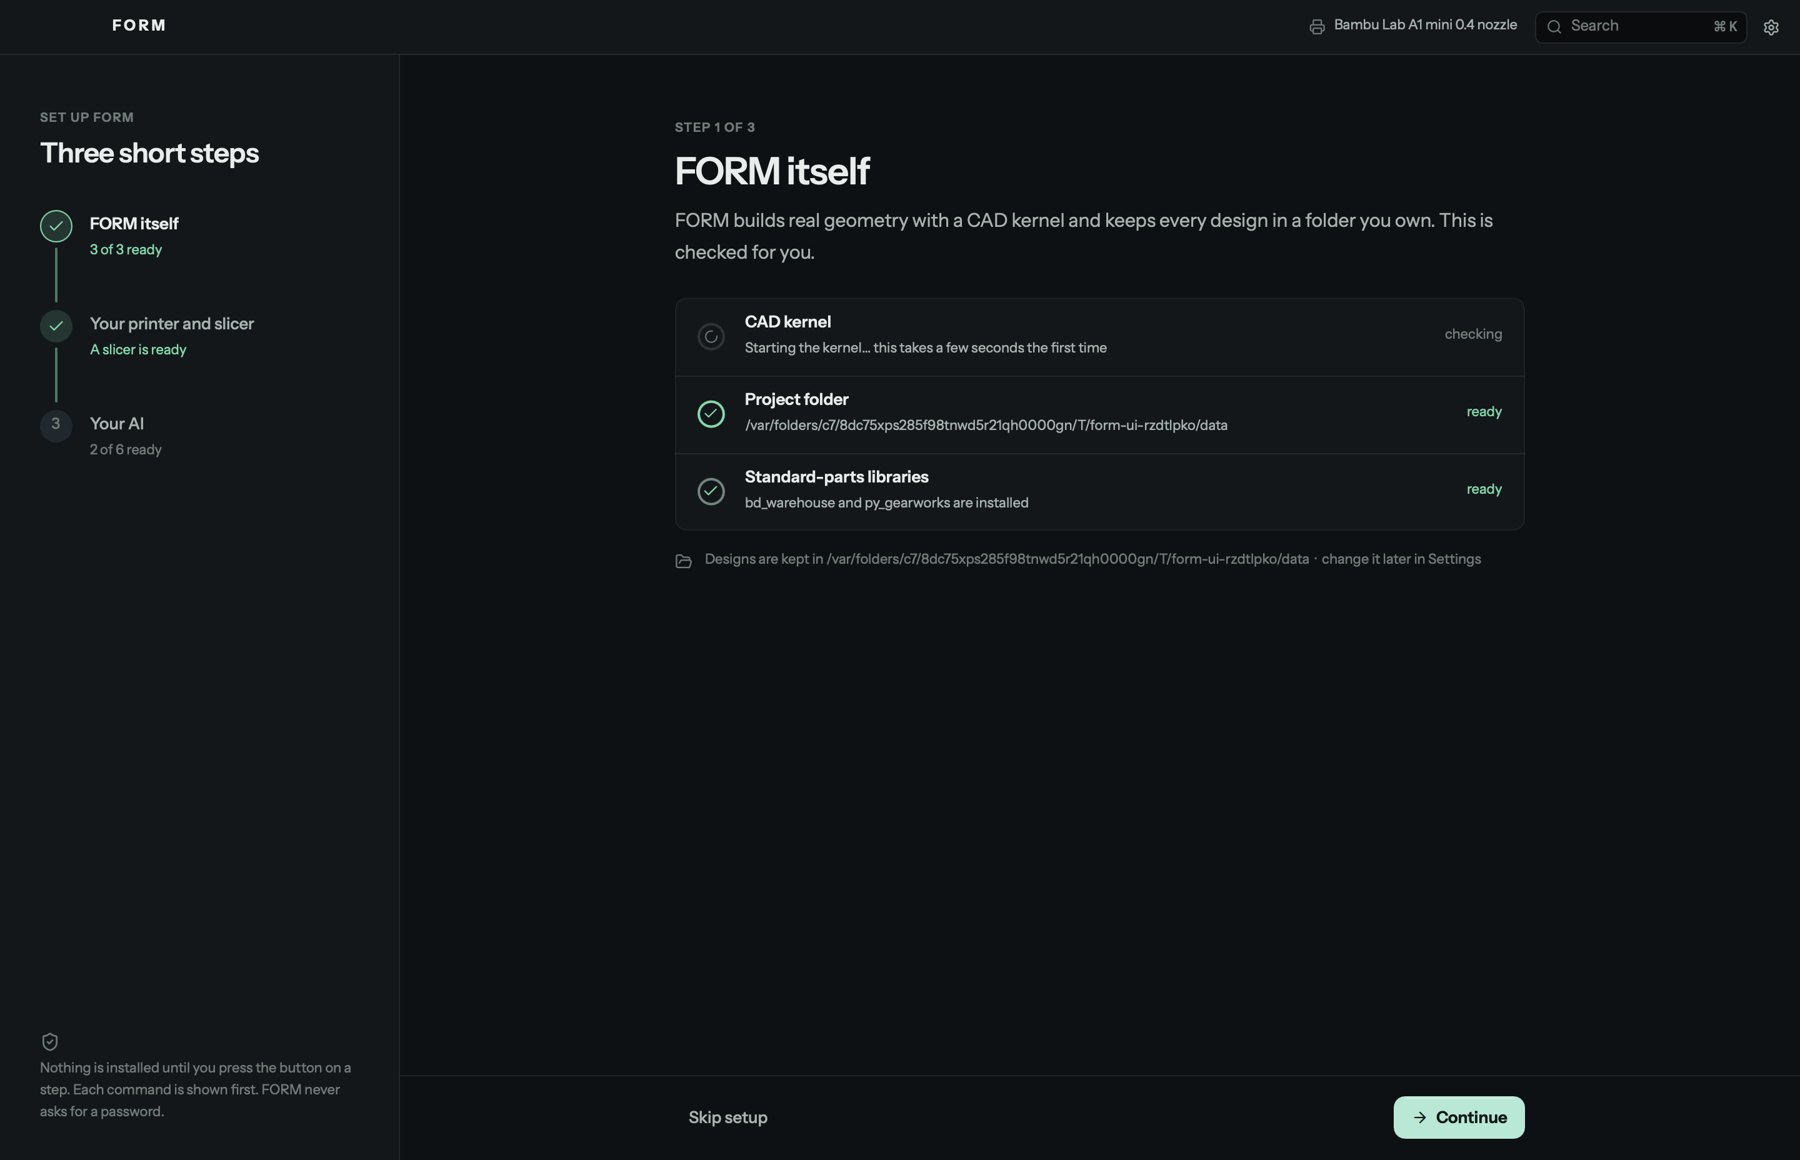 FORM
Bambu Lab A1 mini 0.4 nozzle
Search
⌘ K
SET UP FORM
Three short steps
FORM itself
3 of 3 ready
Your printer and slicer
A slicer is ready
3
Your AI
2 of 6 ready
Nothing is installed until you press the button on a
step. Each command is shown first. FORM never
asks for a password.
STEP 1 OF 3
FORM itself
FORM builds real geometry with a CAD kernel and keeps every design in a folder you own. This is
checked for you.
CAD kernel
Starting the kernel... this takes a few seconds the first time
checking
Project folder
/var/folders/c7/8dc75xps285f98tnwd5r21qh0000gn/T/form-ui-rzdtlpko/data
ready
Standard-parts libraries
bd_warehouse and py_gearworks are installed
ready
Designs are kept in /var/folders/c7/8dc75xps285f98tnwd5r21qh0000gn/T/form-ui-rzdtlpko/data · change it later in Settings
Skip setup
Continue